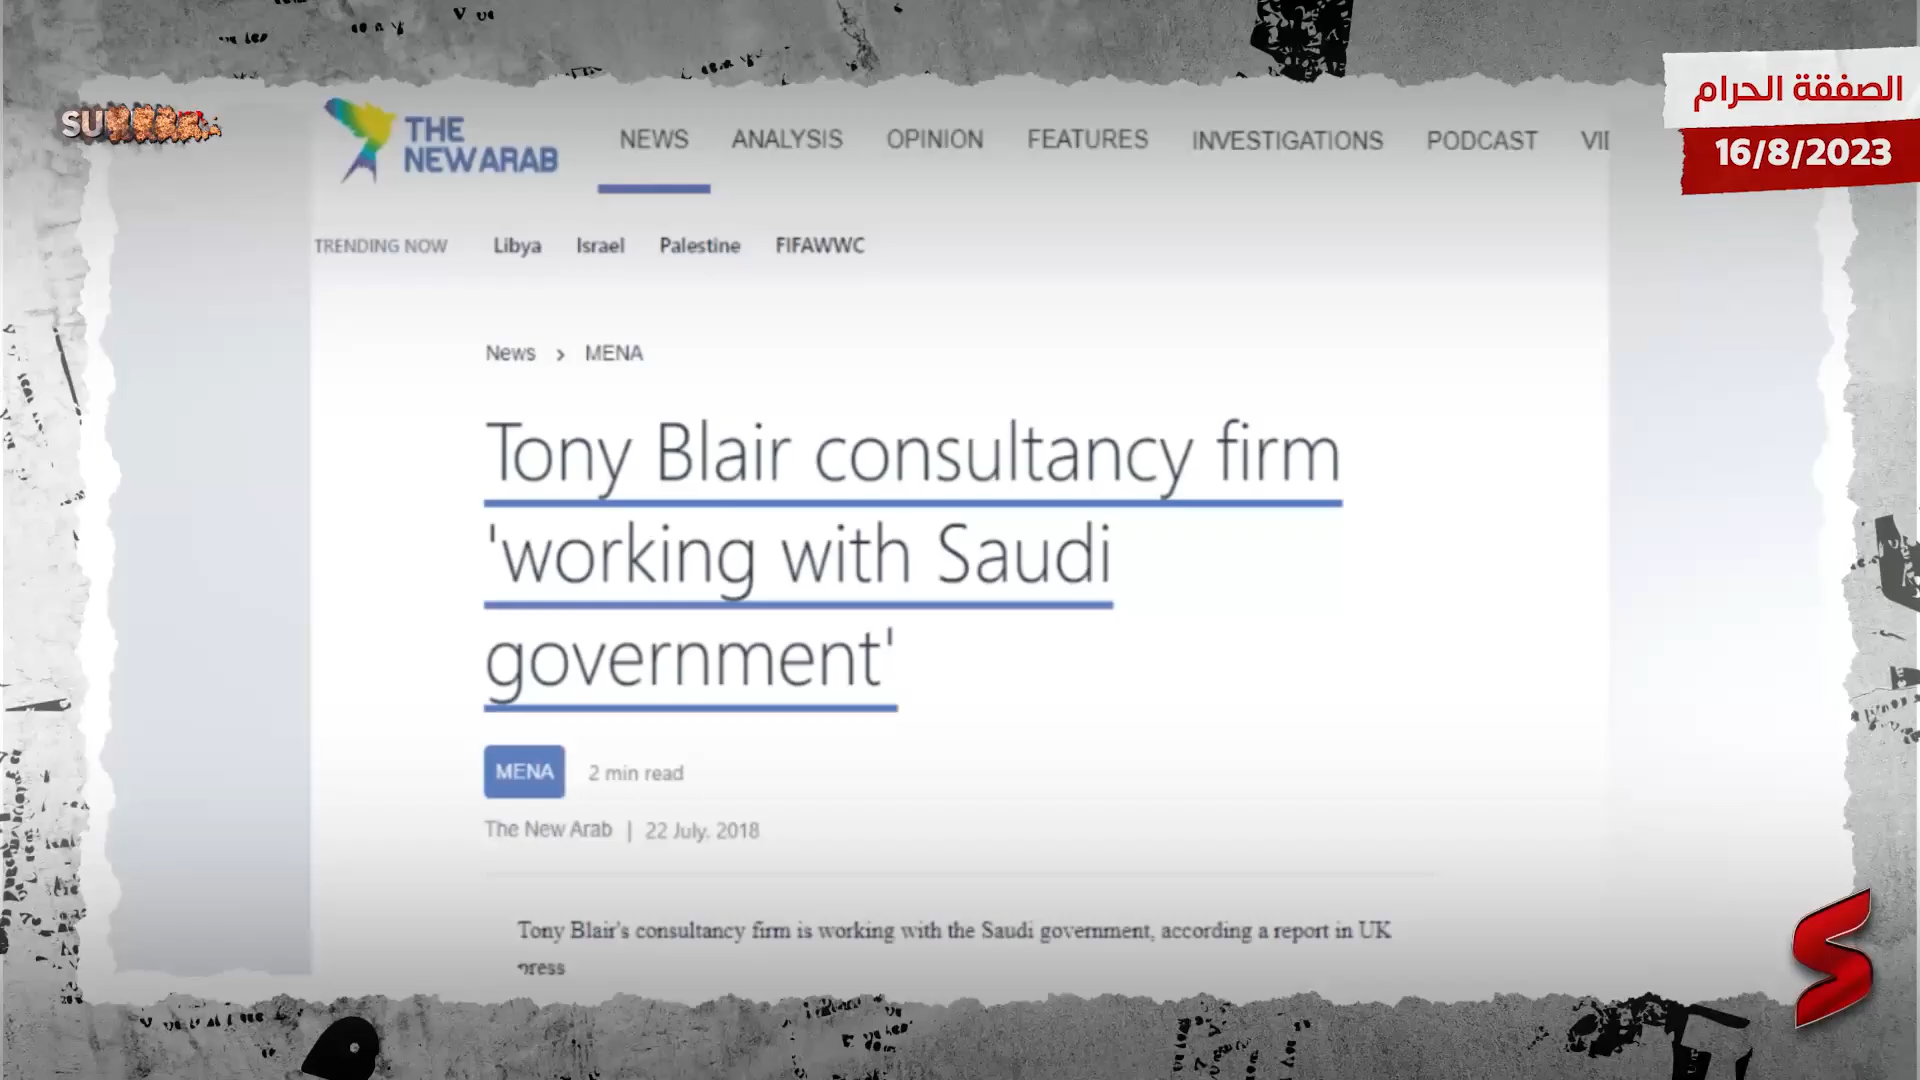 الصفقة الحرام
16/8/2023
THE
NEW ARAB
NEWS ANALYSIS OPINION FEATURES INVESTIGATIONS PODCAST
TRENDING NOW Libya Israel Palestine FIFAWWC
News > MENA
Tony Blair consultancy firm
'working with Saudi
government'
MENA 2 min read
The New Arab | 22 July, 2018
Tony Blair's consultancy firm is working with the Saudi government, according a report in UK
press